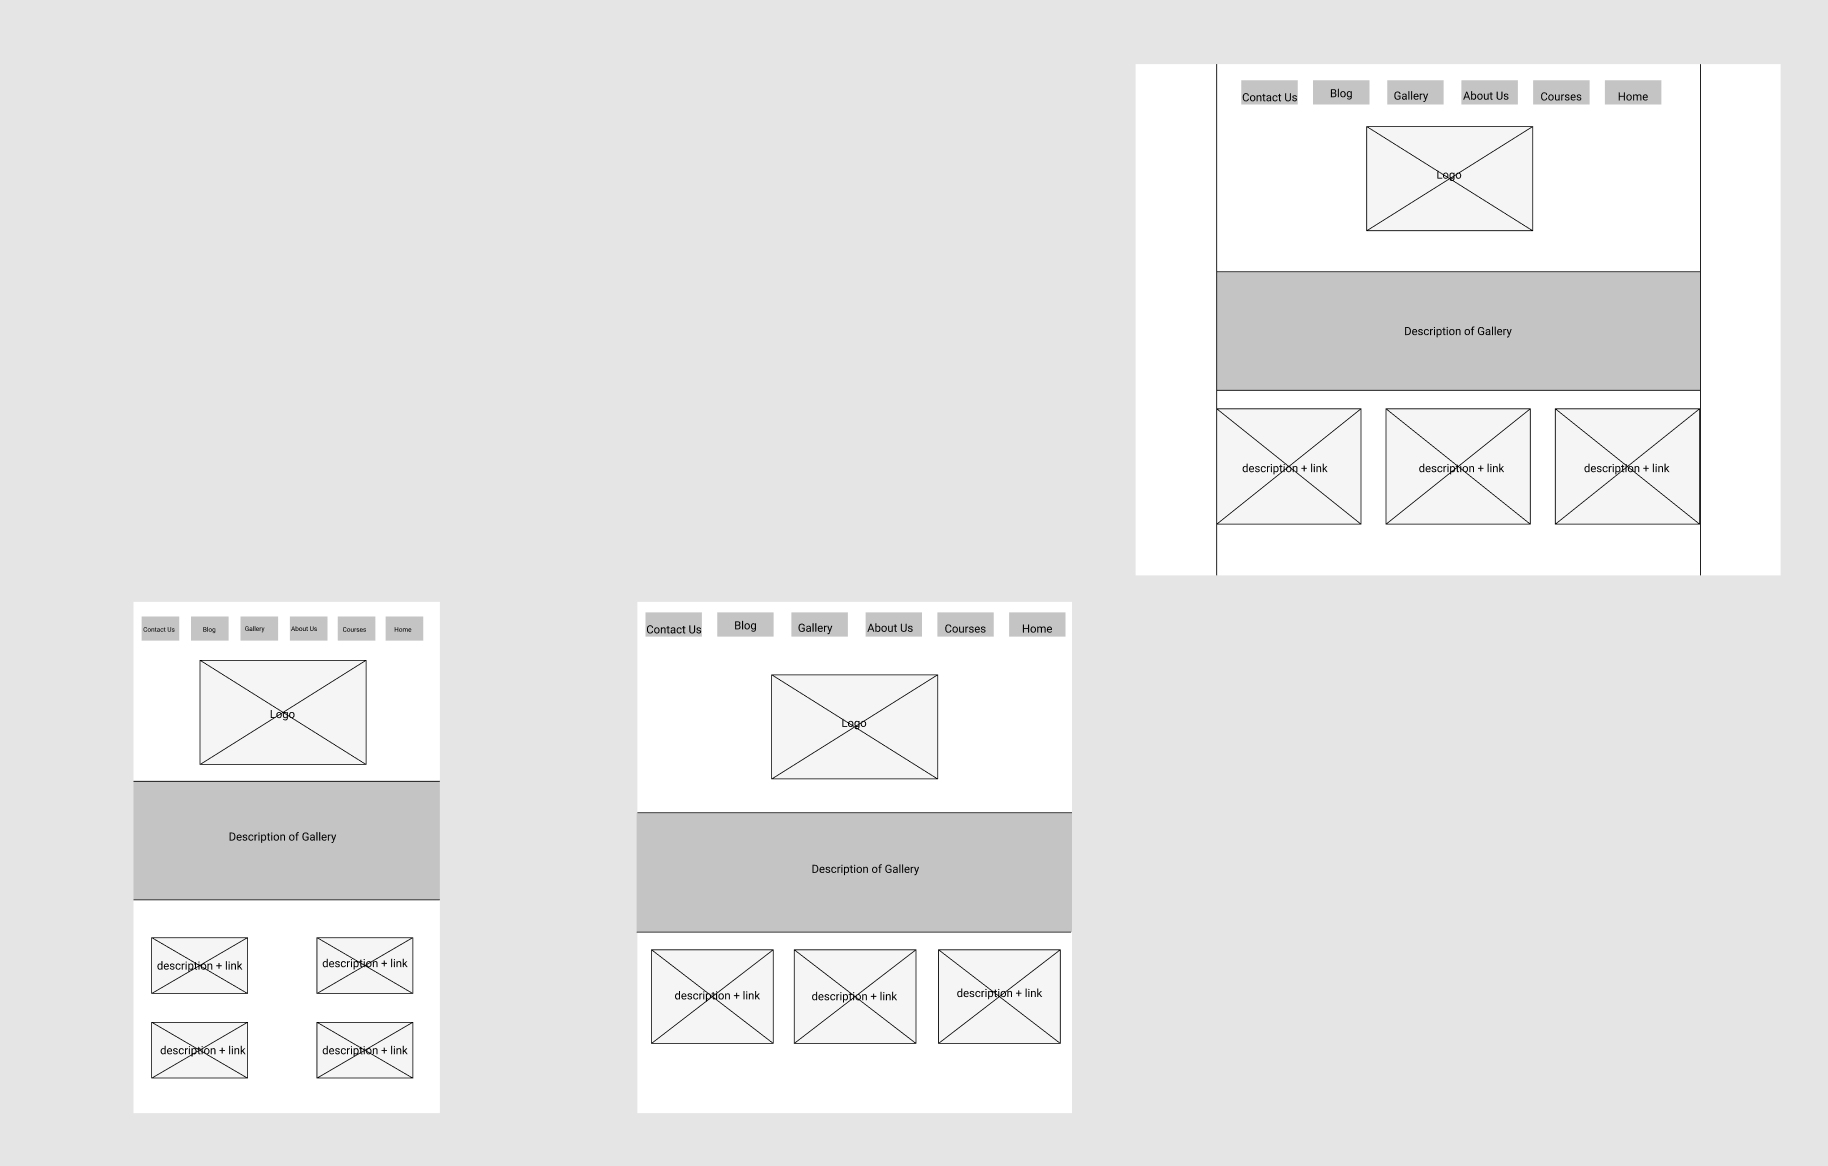 Contact Us
Blog
Gallery
About Us
Courses
Home
Logo
Description of Gallery
description + link
description + link
description + link
Contact Us
Blog
Gallery
About Us
Courses
Home
Logo
Description of Gallery
description + link
description + link
description + link
description + link
Contact Us
Blog
Gallery
About Us
Courses
Home
Logo
Description of Gallery
description + link
description + link
description + link